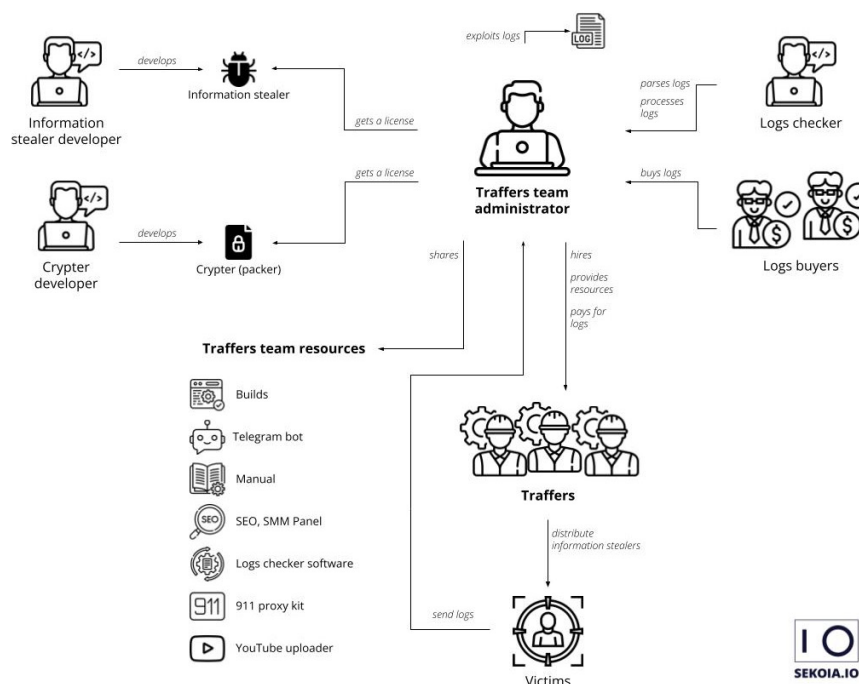 exploits logs
LOG
develops
Information stealer
Information
stealer developer
gets a license
parses logs
processes
logs
Logs checker
Traffers team
administrator
gets a license
buys logs
develops
Crypter (packer)
Crypter
developer
Logs buyers
shares
hires
provides
resources
pays for
logs
Traffers team resources
Builds
Telegram bot
Manual
SEO
SEO, SMM Panel
Logs checker software
911
911 proxy kit
YouTube uploader
Traffers
distribute
information stealers
send logs
Victims
IO
SEKOIA.IO